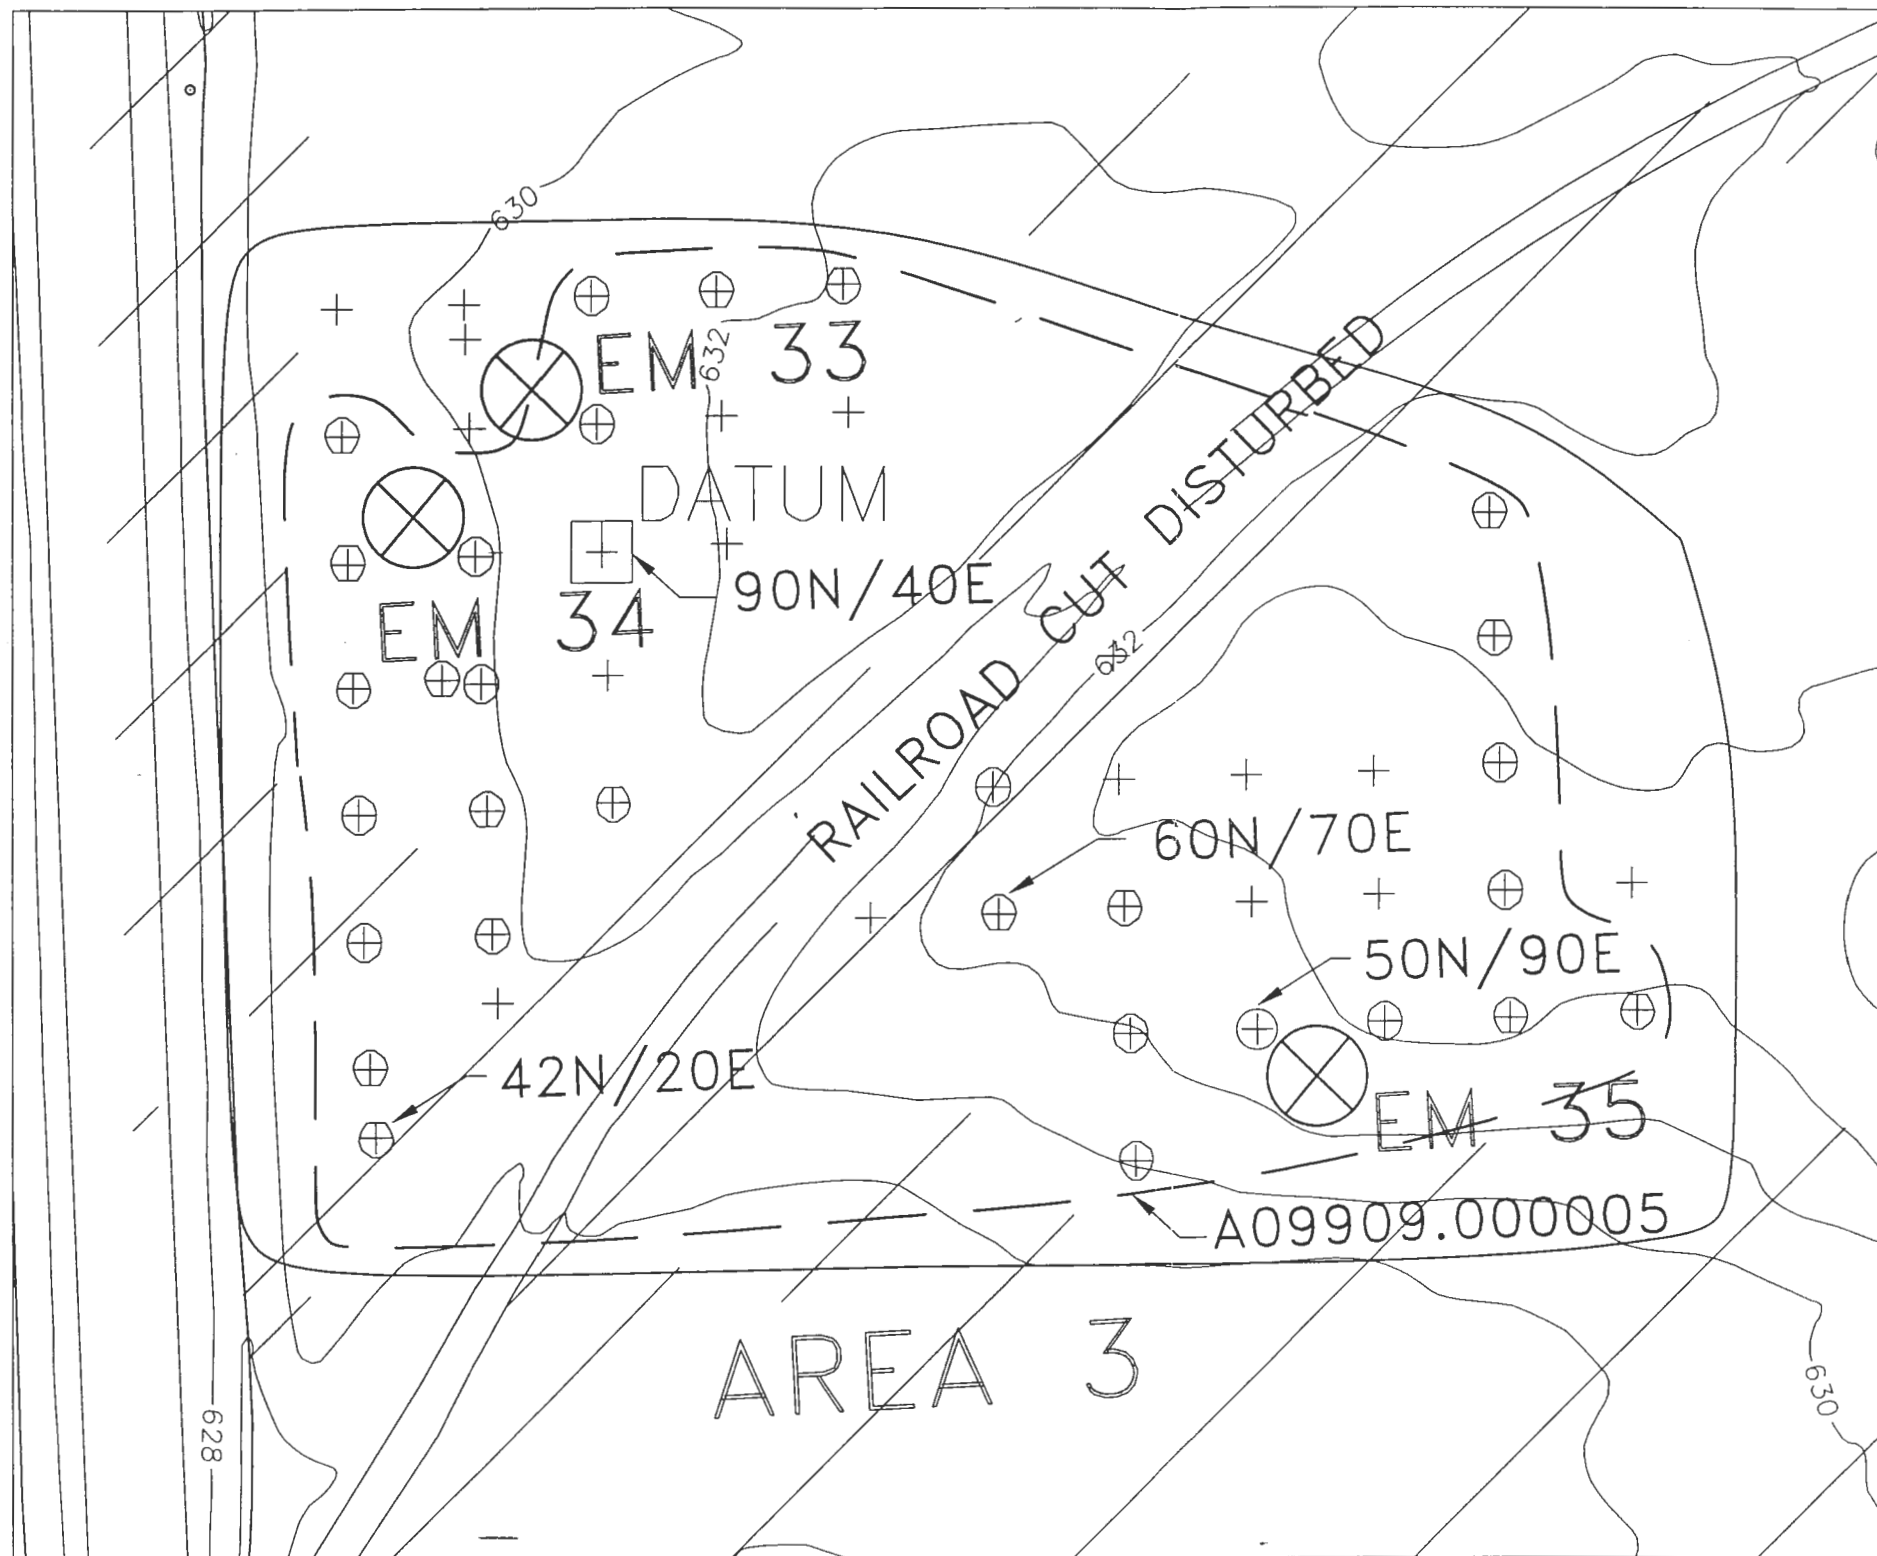 630
EM 33
632
DATUM
90N/40E
EM 34
RAILROAD CUT DISTURBED
632
60N/70E
50N/90E
42N/20E
EM 35
A09909.000005
AREA 3
630
628